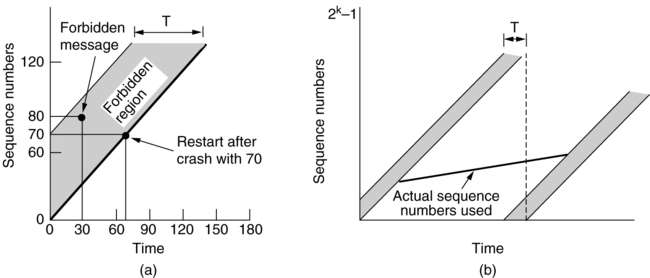 Forbidden
message
T
Sequence numbers
120
80
70
60
0
Forbidden
region
Restart after
crash with 70
0 30 60 90 120 150 180
Time
(a)
2k–1
T
Sequence numbers
Actual sequence
numbers used
Time
(b)